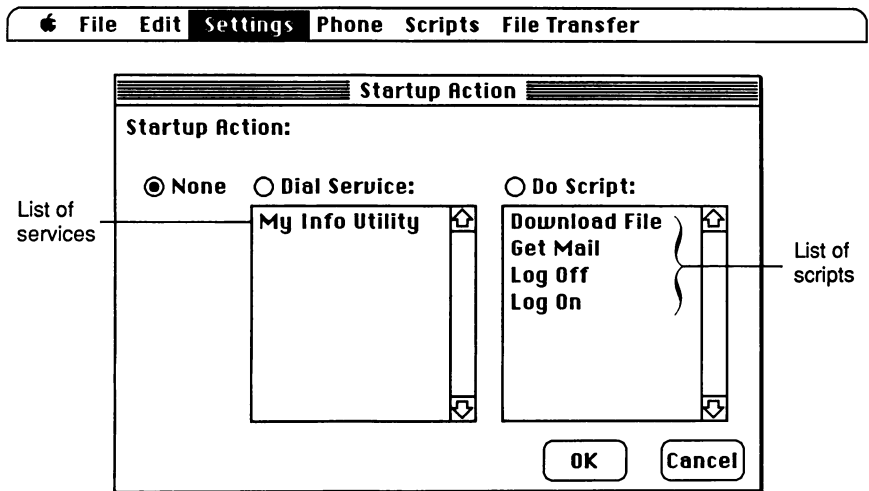 File Edit Settings Phone Scripts File Transfer
Startup Action
Startup Action:
None Dial Service: Do Script:
List of
services
My Info Utility
Download File
Get Mail
Log Off
Log On
List of
scripts
OK Cancel